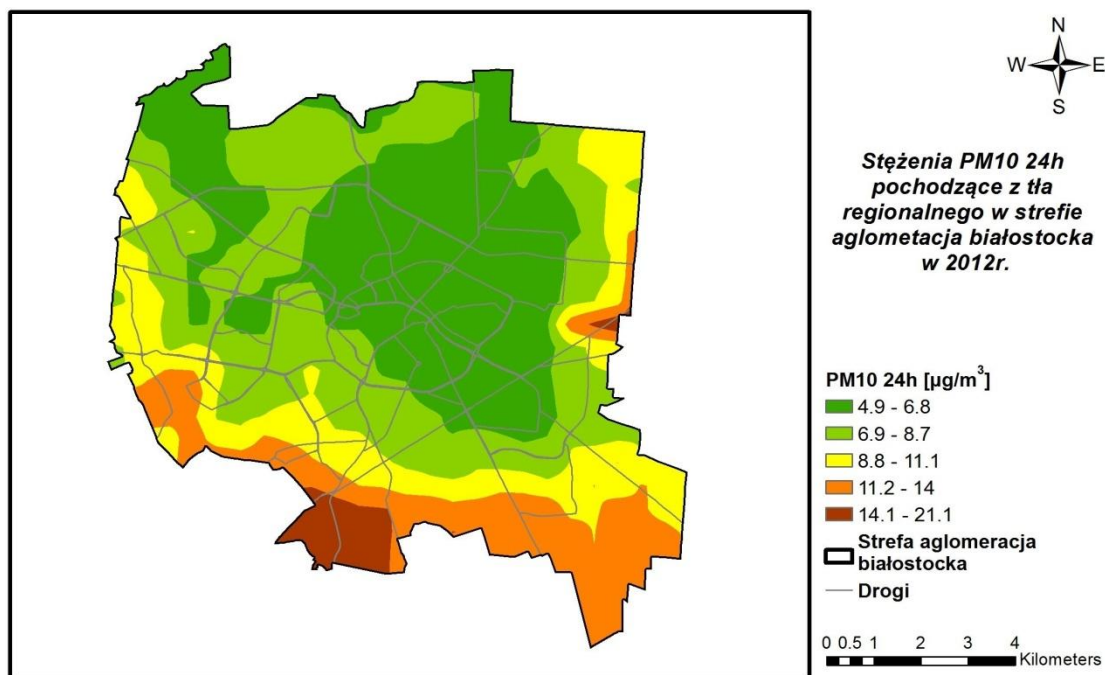 N
W E
S
Stężenia PM10 24h
pochodzące z tła
regionalnego w strefie
aglometacja białostocka
w 2012r.
PM10 24h [µg/m³]
4.9 - 6.8
6.9 - 8.7
8.8 - 11.1
11.2 - 14
14.1 - 21.1
Strefa aglomeracja
białostocka
Drogi
0 0.5 1 2 3 4
Kilometers